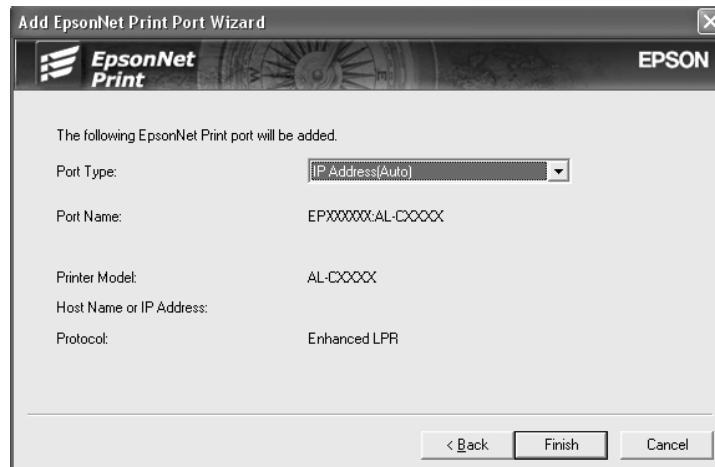 Add EpsonNet Print Port Wizard
EpsonNet
Print
EPSON
The following EpsonNet Print port will be added.
Port Type: IP Address(Auto)
Port Name: EPXXXXXX:AL-CXXXX
Printer Model: AL-CXXXX
Host Name or IP Address:
Protocol: Enhanced LPR
< Back Finish Cancel